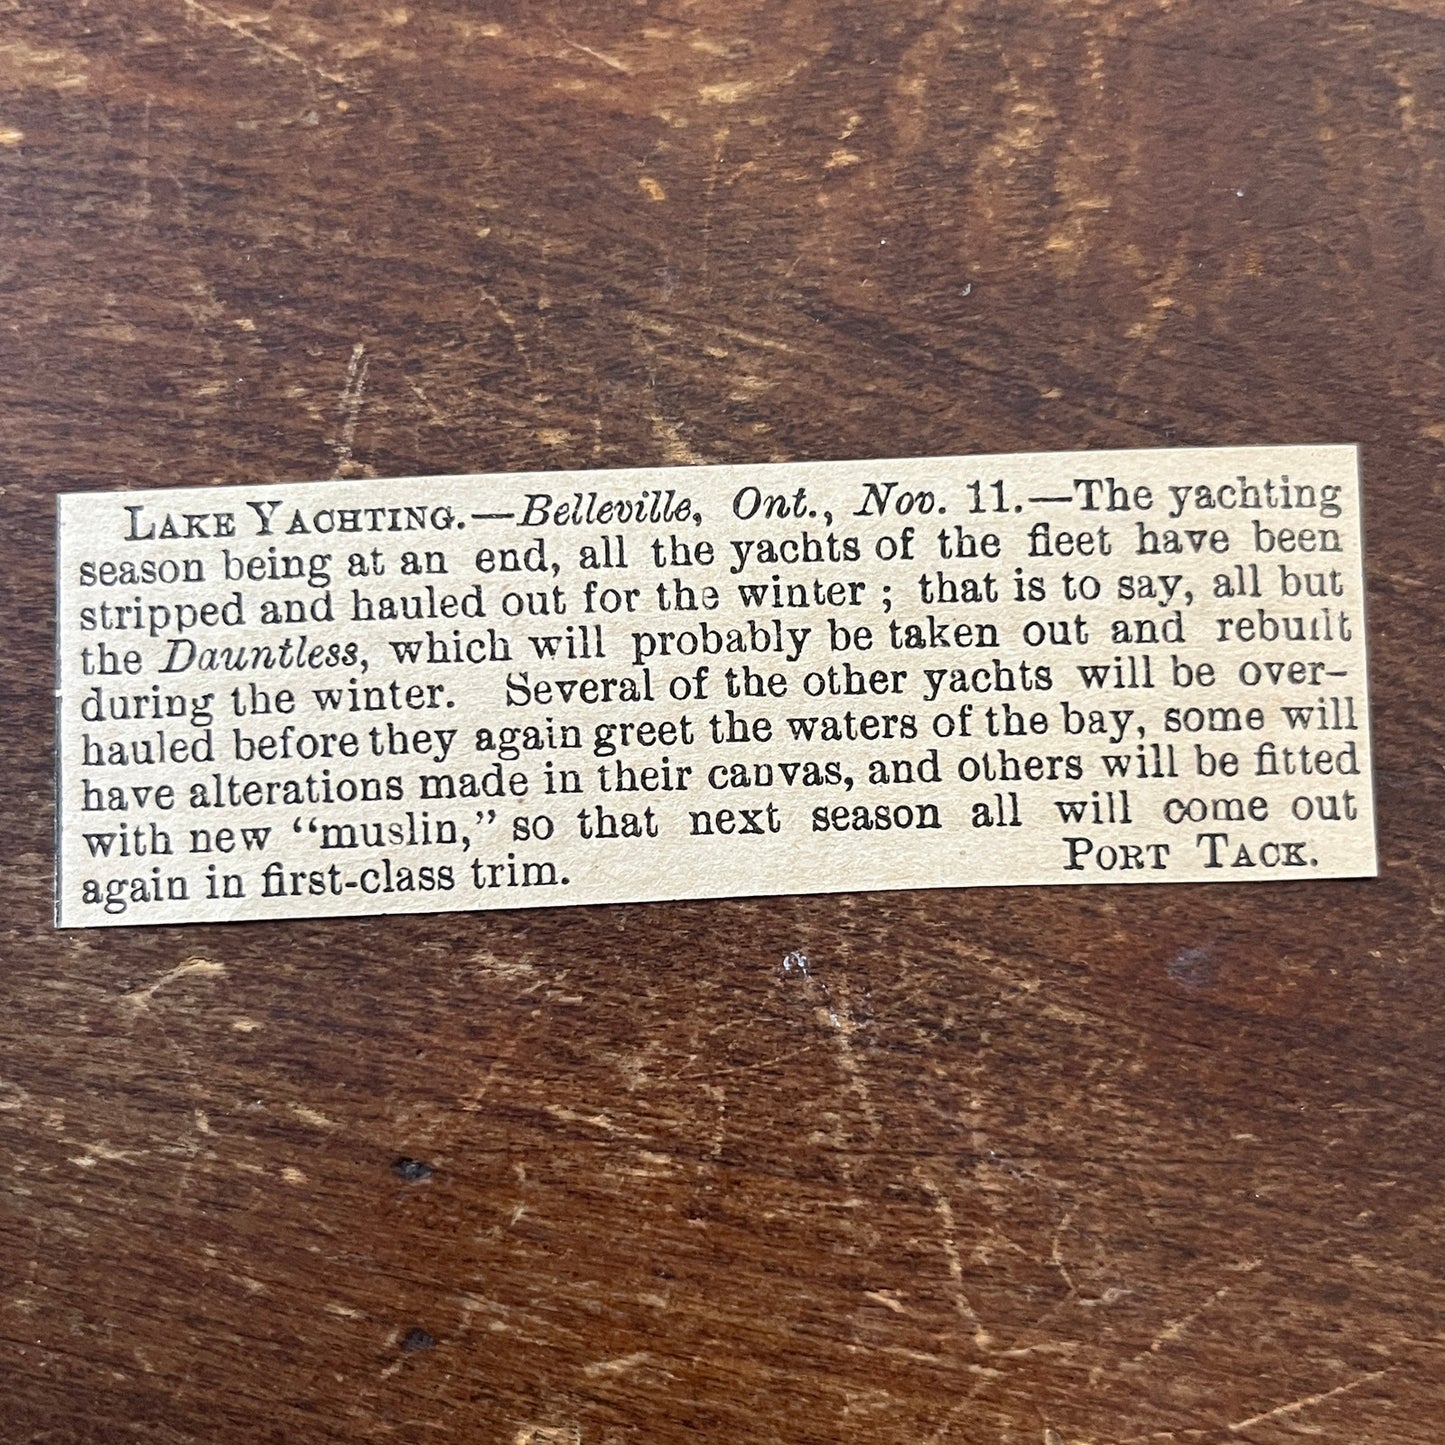 LAKE YACHTING.—Belleville, Ont., Nov. 11.—The yachting
season being at an end, all the yachts of the fleet have been
stripped and hauled out for the winter ; that is to say, all but
the Dauntless, which will probably be taken out and rebuilt
during the winter. Several of the other yachts will be over-
hauled before they again greet the waters of the bay, some will
have alterations made in their canvas, and others will be fitted
with new “muslin,” so that next season all will come out
again in first-class trim. PORT TACK.